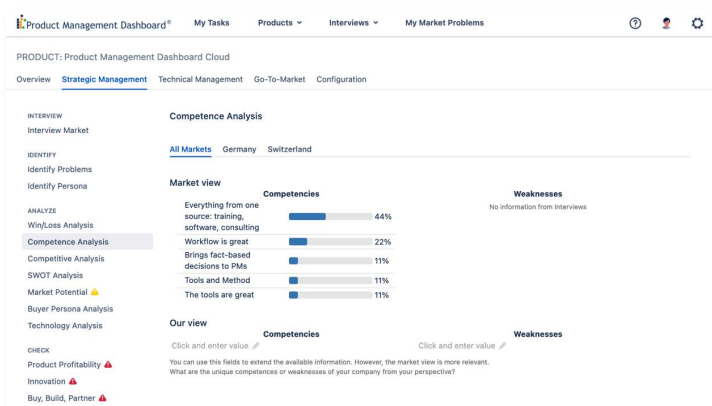 Product Management Dashboard®
My Tasks
Products
Interviews
My Market Problems
PRODUCT: Product Management Dashboard Cloud
Overview
Strategic Management
Technical Management
Go-To-Market
Configuration
INTERVIEW
Interview Market
IDENTIFY
Identify Problems
Identify Persona
ANALYZE
Win/Loss Analysis
Competence Analysis
Competitive Analysis
SWOT Analysis
Market Potential
Buyer Persona Analysis
Technology Analysis
CHECK
Product Profitability
Innovation
Buy, Build, Partner
Competence Analysis
All Markets
Germany
Switzerland
Market view
Competencies
Everything from one
source: training,
software, consulting
44%
Workflow is great
22%
Brings fact-based
decisions to PMs
11%
Tools and Method
11%
The tools are great
11%
Weaknesses
No information from Interviews
Our view
Competencies
Click and enter value
Weaknesses
Click and enter value
You can use this fields to extend the available information. However, the market view is more relevant.
What are the unique competences or weaknesses of your company from your perspective?